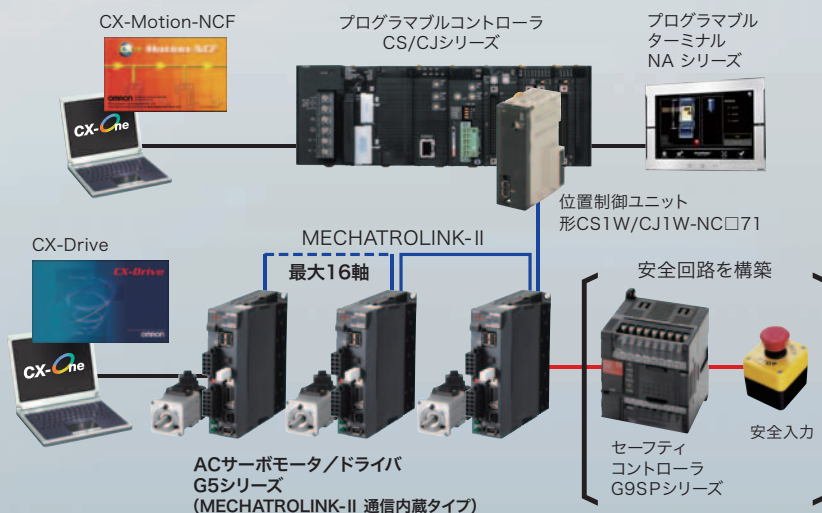 CX-Motion-NCF
プログラマブルコントローラ
CS/CJシリーズ
プログラマブル
ターミナル
NA シリーズ
Motion-NCF
OMRON
CX-One
位置制御ユニット
形CS1W/CJ1W-NC□71
CX-Drive
MECHATROLINK-Ⅱ
最大16軸
安全回路を構築
CX-Drive
OMRON
CX-One
安全入力
セーフティ
コントローラ
G9SPシリーズ
ACサーボモータ／ドライバ
G5シリーズ
(MECHATROLINK-Ⅱ 通信内蔵タイプ)